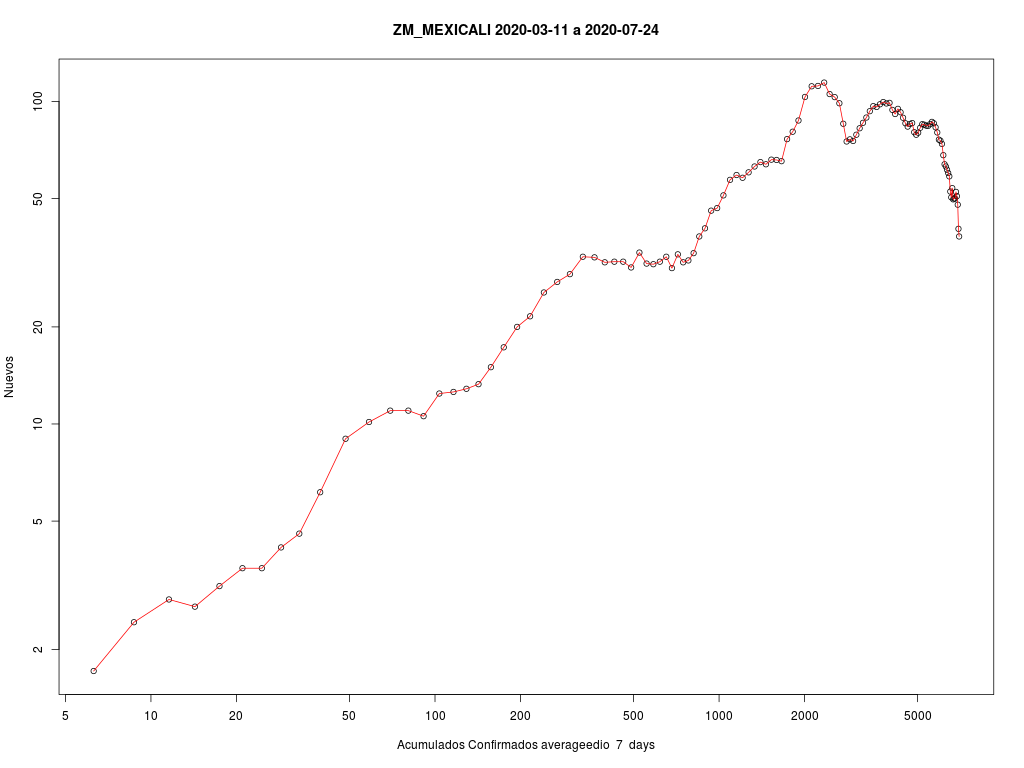 ZM_MEXICALI 2020-03-11 a 2020-07-24
Nuevos
100
50
20
10
5
2
5 10 20 50 100 200 500 1000 2000 5000
Acumulados Confirmados averageedio 7 days